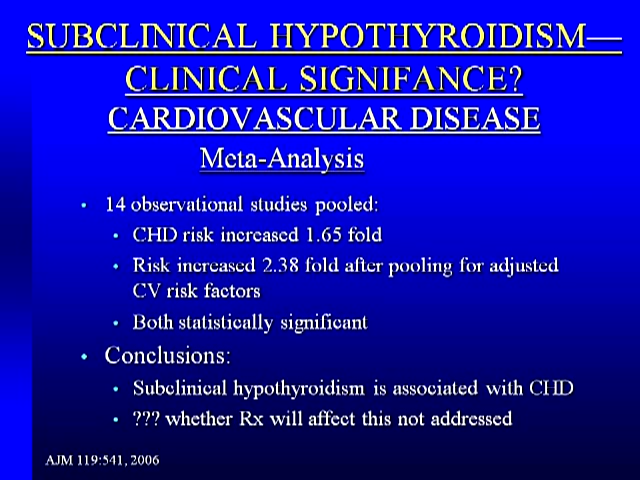 SUBCLINICAL HYPOTHYROIDISM—
CLINICAL SIGNIFANCE?
CARDIOVASCULAR DISEASE
Meta-Analysis
• 14 observational studies pooled:
• CHD risk increased 1.65 fold
• Risk increased 2.38 fold after pooling for adjusted
CV risk factors
• Both statistically significant
• Conclusions:
• Subclinical hypothyroidism is associated with CHD
• ??? whether Rx will affect this not addressed
AJM 119:541, 2006